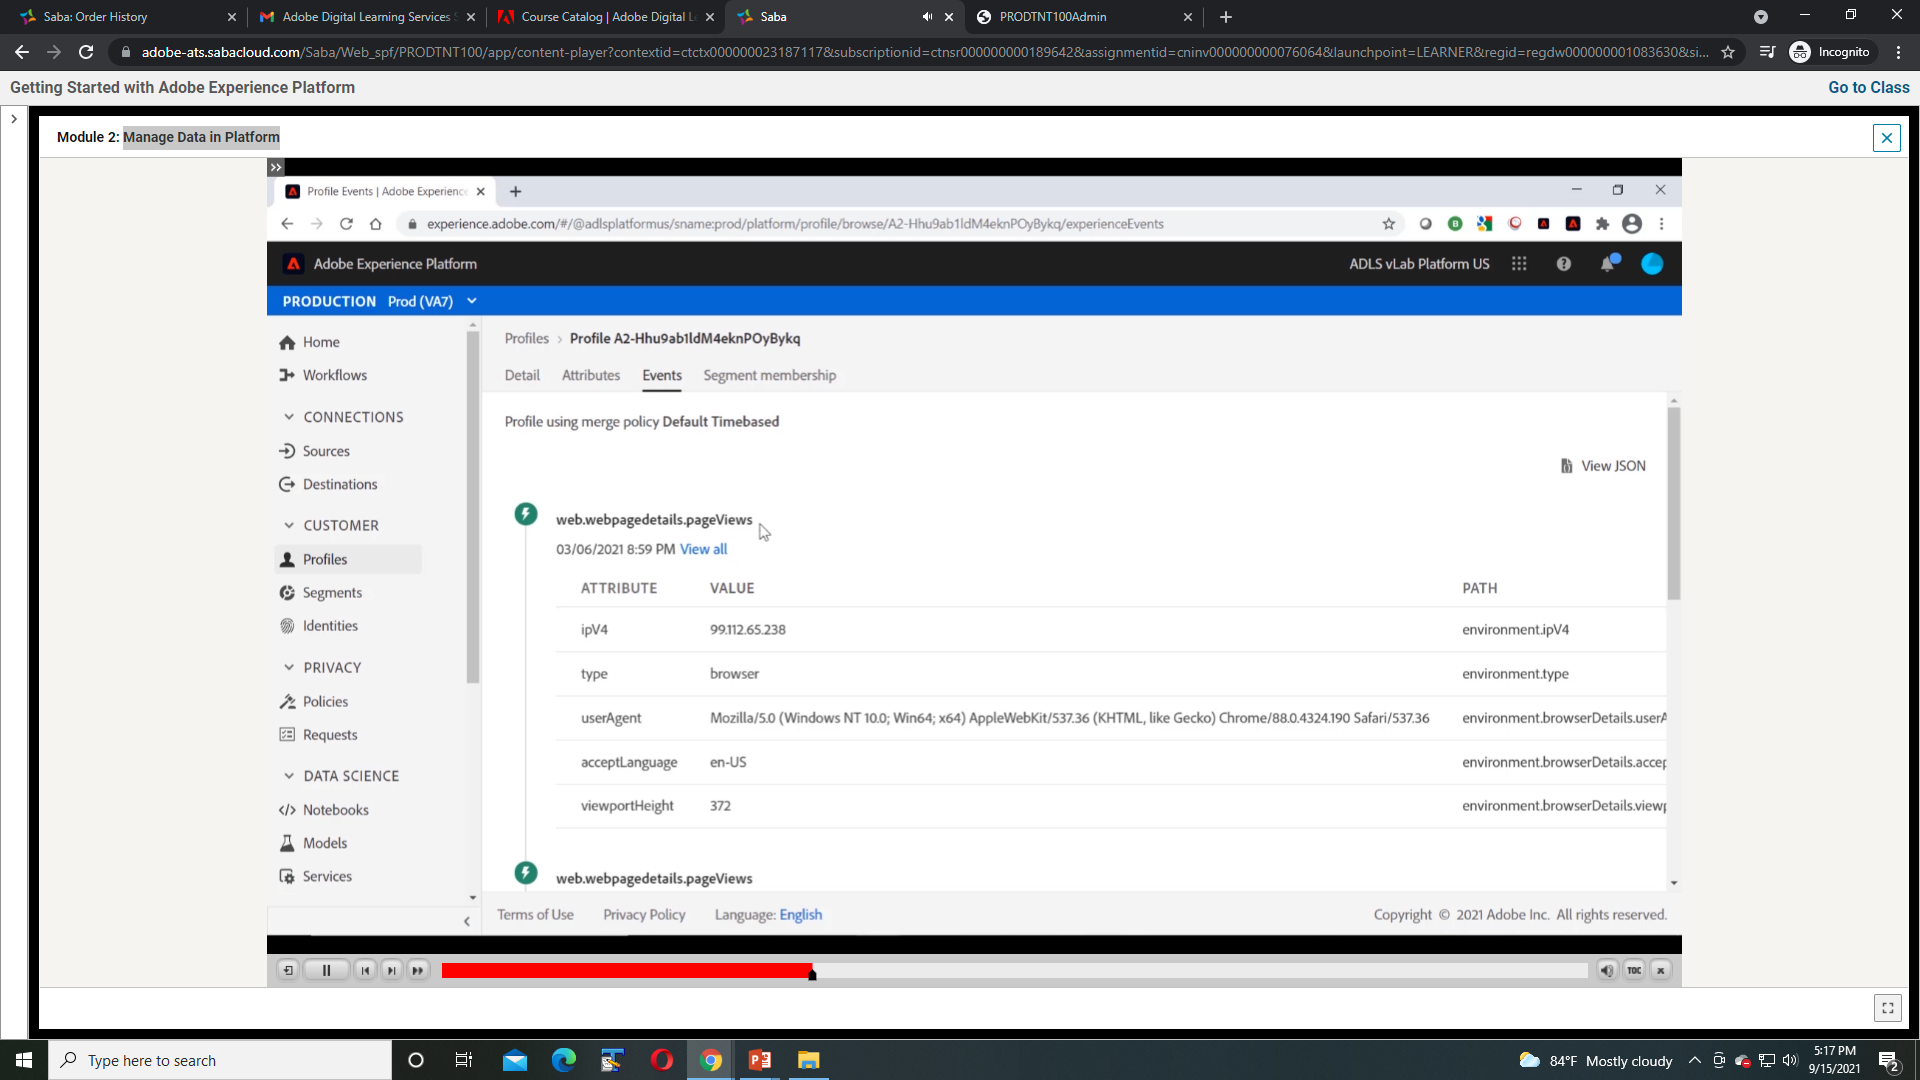 Saba: Order History
Adobe Digital Learning Services S
Course Catalog | Adobe Digital L
Saba
PRODTNT100Admin
adobe-ats.sabacloud.com/Saba/Web_spf/PRODTNT100/app/content-player?contextid=ctctx000000023187117&subscriptionid=ctnsr000000000189642&assignmentid=cninv000000000076064&launchpoint=LEARNER&regid=regdw000000001083630&si...
Incognito
Getting Started with Adobe Experience Platform
Go to Class
Module 2: Manage Data in Platform
Profile Events | Adobe Experience
experience.adobe.com/#/@adlsplatformus/sname:prod/platform/profile/browse/A2-Hhu9ab1ldM4eknPOyBykq/experienceEvents
Adobe Experience Platform
ADLS vLab Platform US
PRODUCTION Prod (VA7)
Home
Workflows
CONNECTIONS
Sources
Destinations
CUSTOMER
Profiles
Segments
Identities
PRIVACY
Policies
Requests
DATA SCIENCE
Notebooks
Models
Services
Profiles > Profile A2-Hhu9ab1ldM4eknPOyBykq
Detail Attributes Events Segment membership
Profile using merge policy Default Timebased
View JSON
web.webpagedetails.pageViews
03/06/2021 8:59 PM View all
ATTRIBUTE VALUE PATH
ipV4 99.112.65.238 environment.ipV4
type browser environment.type
userAgent Mozilla/5.0 (Windows NT 10.0; Win64; x64) AppleWebKit/537.36 (KHTML, like Gecko) Chrome/88.0.4324.190 Safari/537.36 environment.browserDetails.userA
acceptLanguage en-US environment.browserDetails.accep
viewportHeight 372 environment.browserDetails.viewp
web.webpagedetails.pageViews
Terms of Use Privacy Policy Language: English
Copyright © 2021 Adobe Inc. All rights reserved.
TOC
Type here to search
84°F Mostly cloudy
5:17 PM
9/15/2021
2